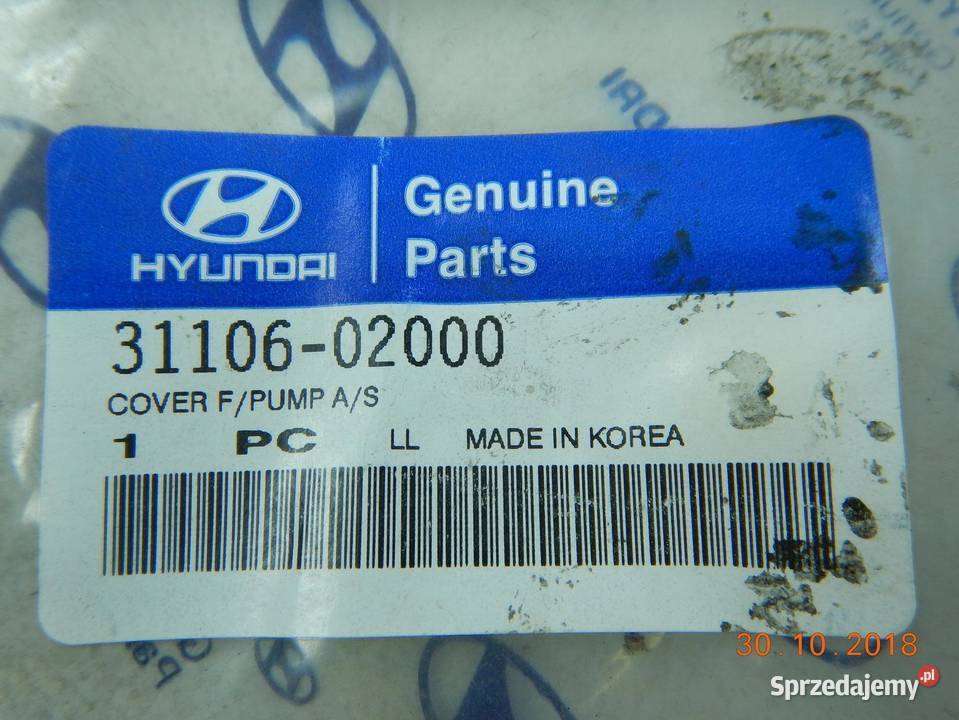 HYUNDAI
Genuine
Parts
31106-02000
COVER F/PUMP A/S
1 PC LL MADE IN KOREA
30.10.2018
Sprzedajemy.pl